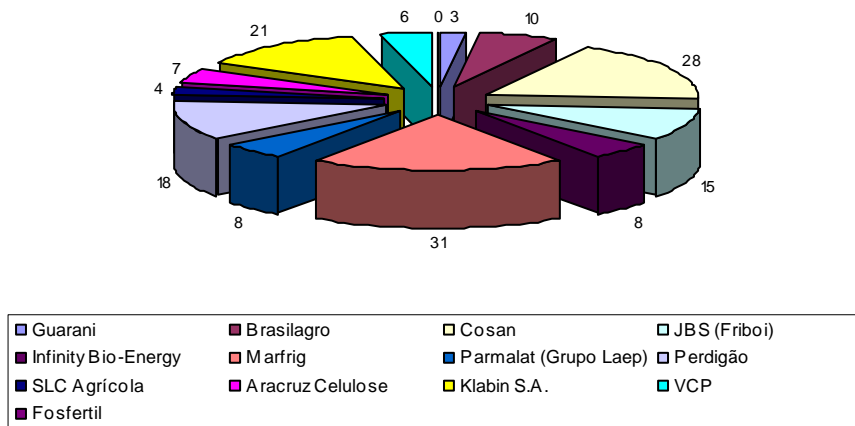 21
6
0
3
10
28
7
4
18
15
8
8
31
Guarani
Brasilagro
Cosan
JBS (Friboi)
Infinity Bio-Energy
Marfrig
Parmalat (Grupo Laep)
Perdigão
SLC Agrícola
Aracruz Celulose
Klabin S.A.
VCP
Fosfertil